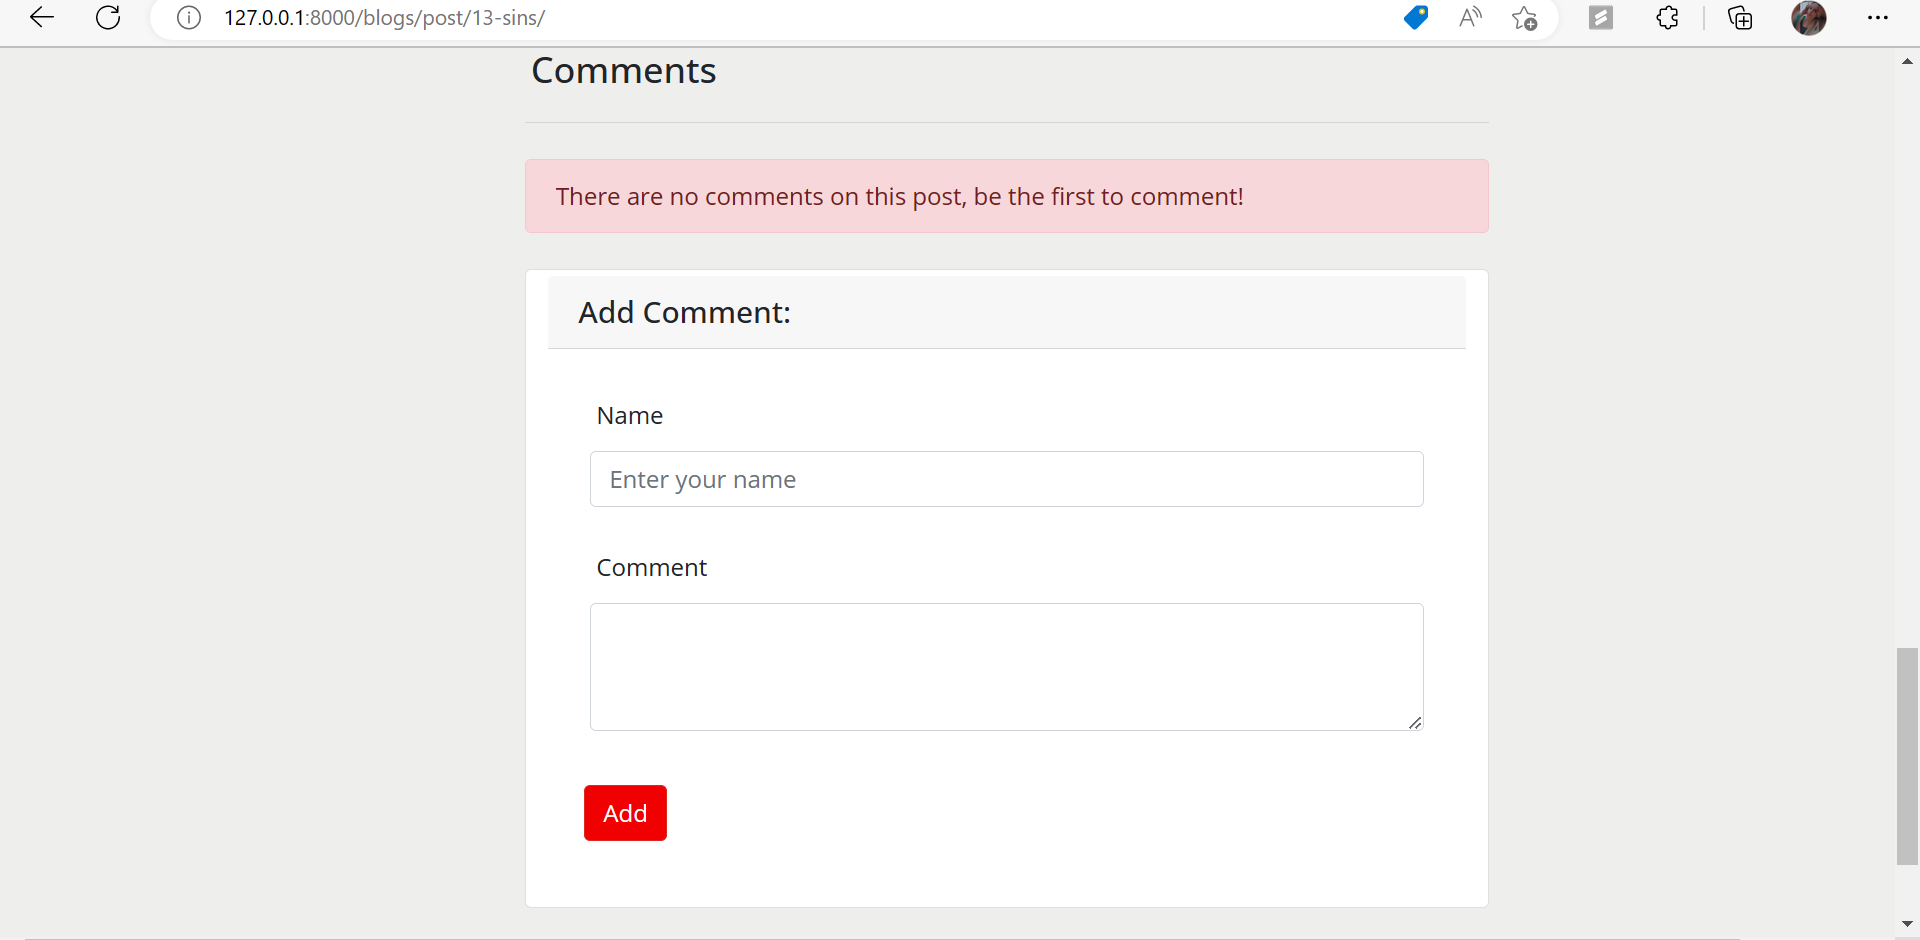 127.0.0.1:8000/blogs/post/13-sins/
Comments
There are no comments on this post, be the first to comment!
Add Comment:
Name
Enter your name
Comment
Add